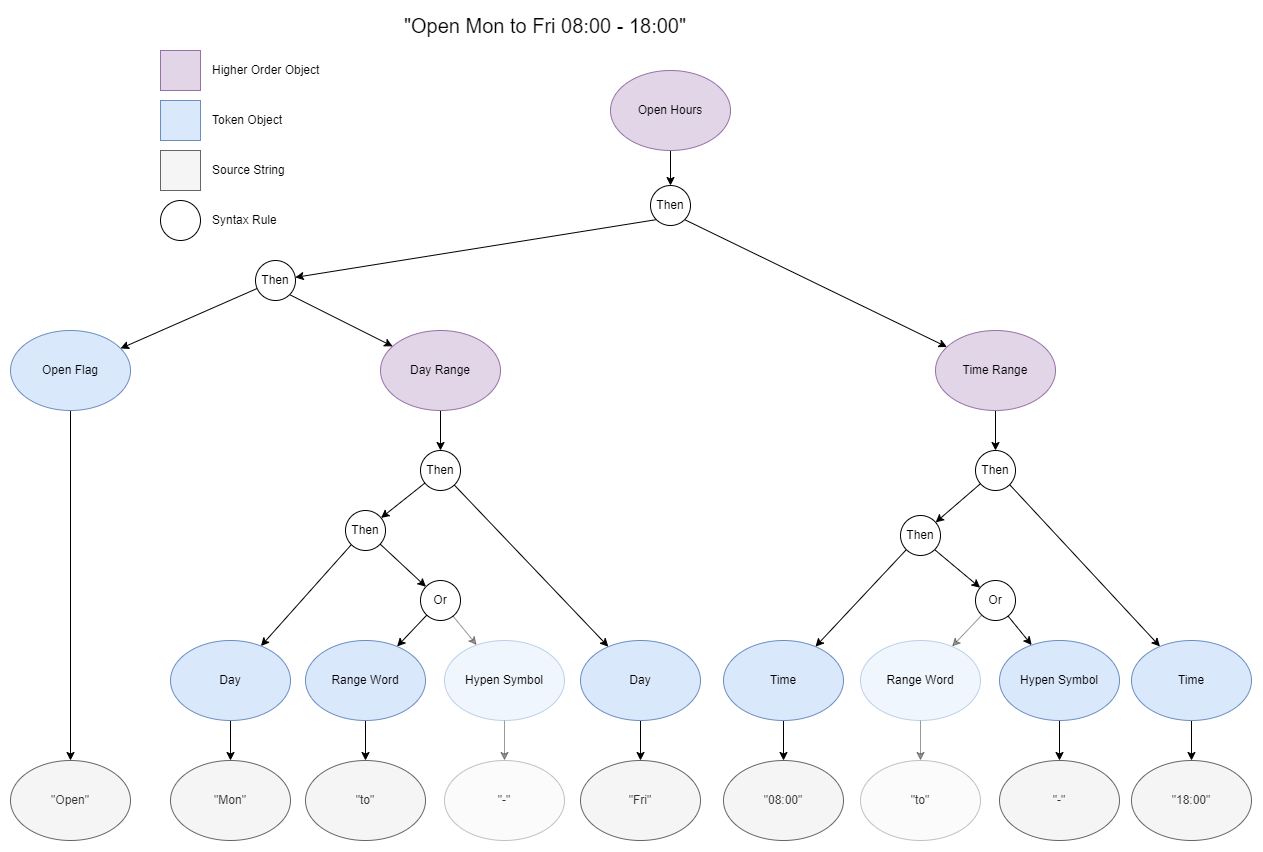 "Open Mon to Fri 08:00 - 18:00"
Higher Order Object
Token Object
Source String
Syntax Rule
Open Hours
Then
Then
Open Flag
Day Range
Time Range
Then
Then
Then
Then
Or
Or
Day
Range Word
Hypen Symbol
Day
Time
Range Word
Hypen Symbol
Time
"Open"
"Mon"
"to"
"-"
"Fri"
"08:00"
"to"
"-"
"18:00"